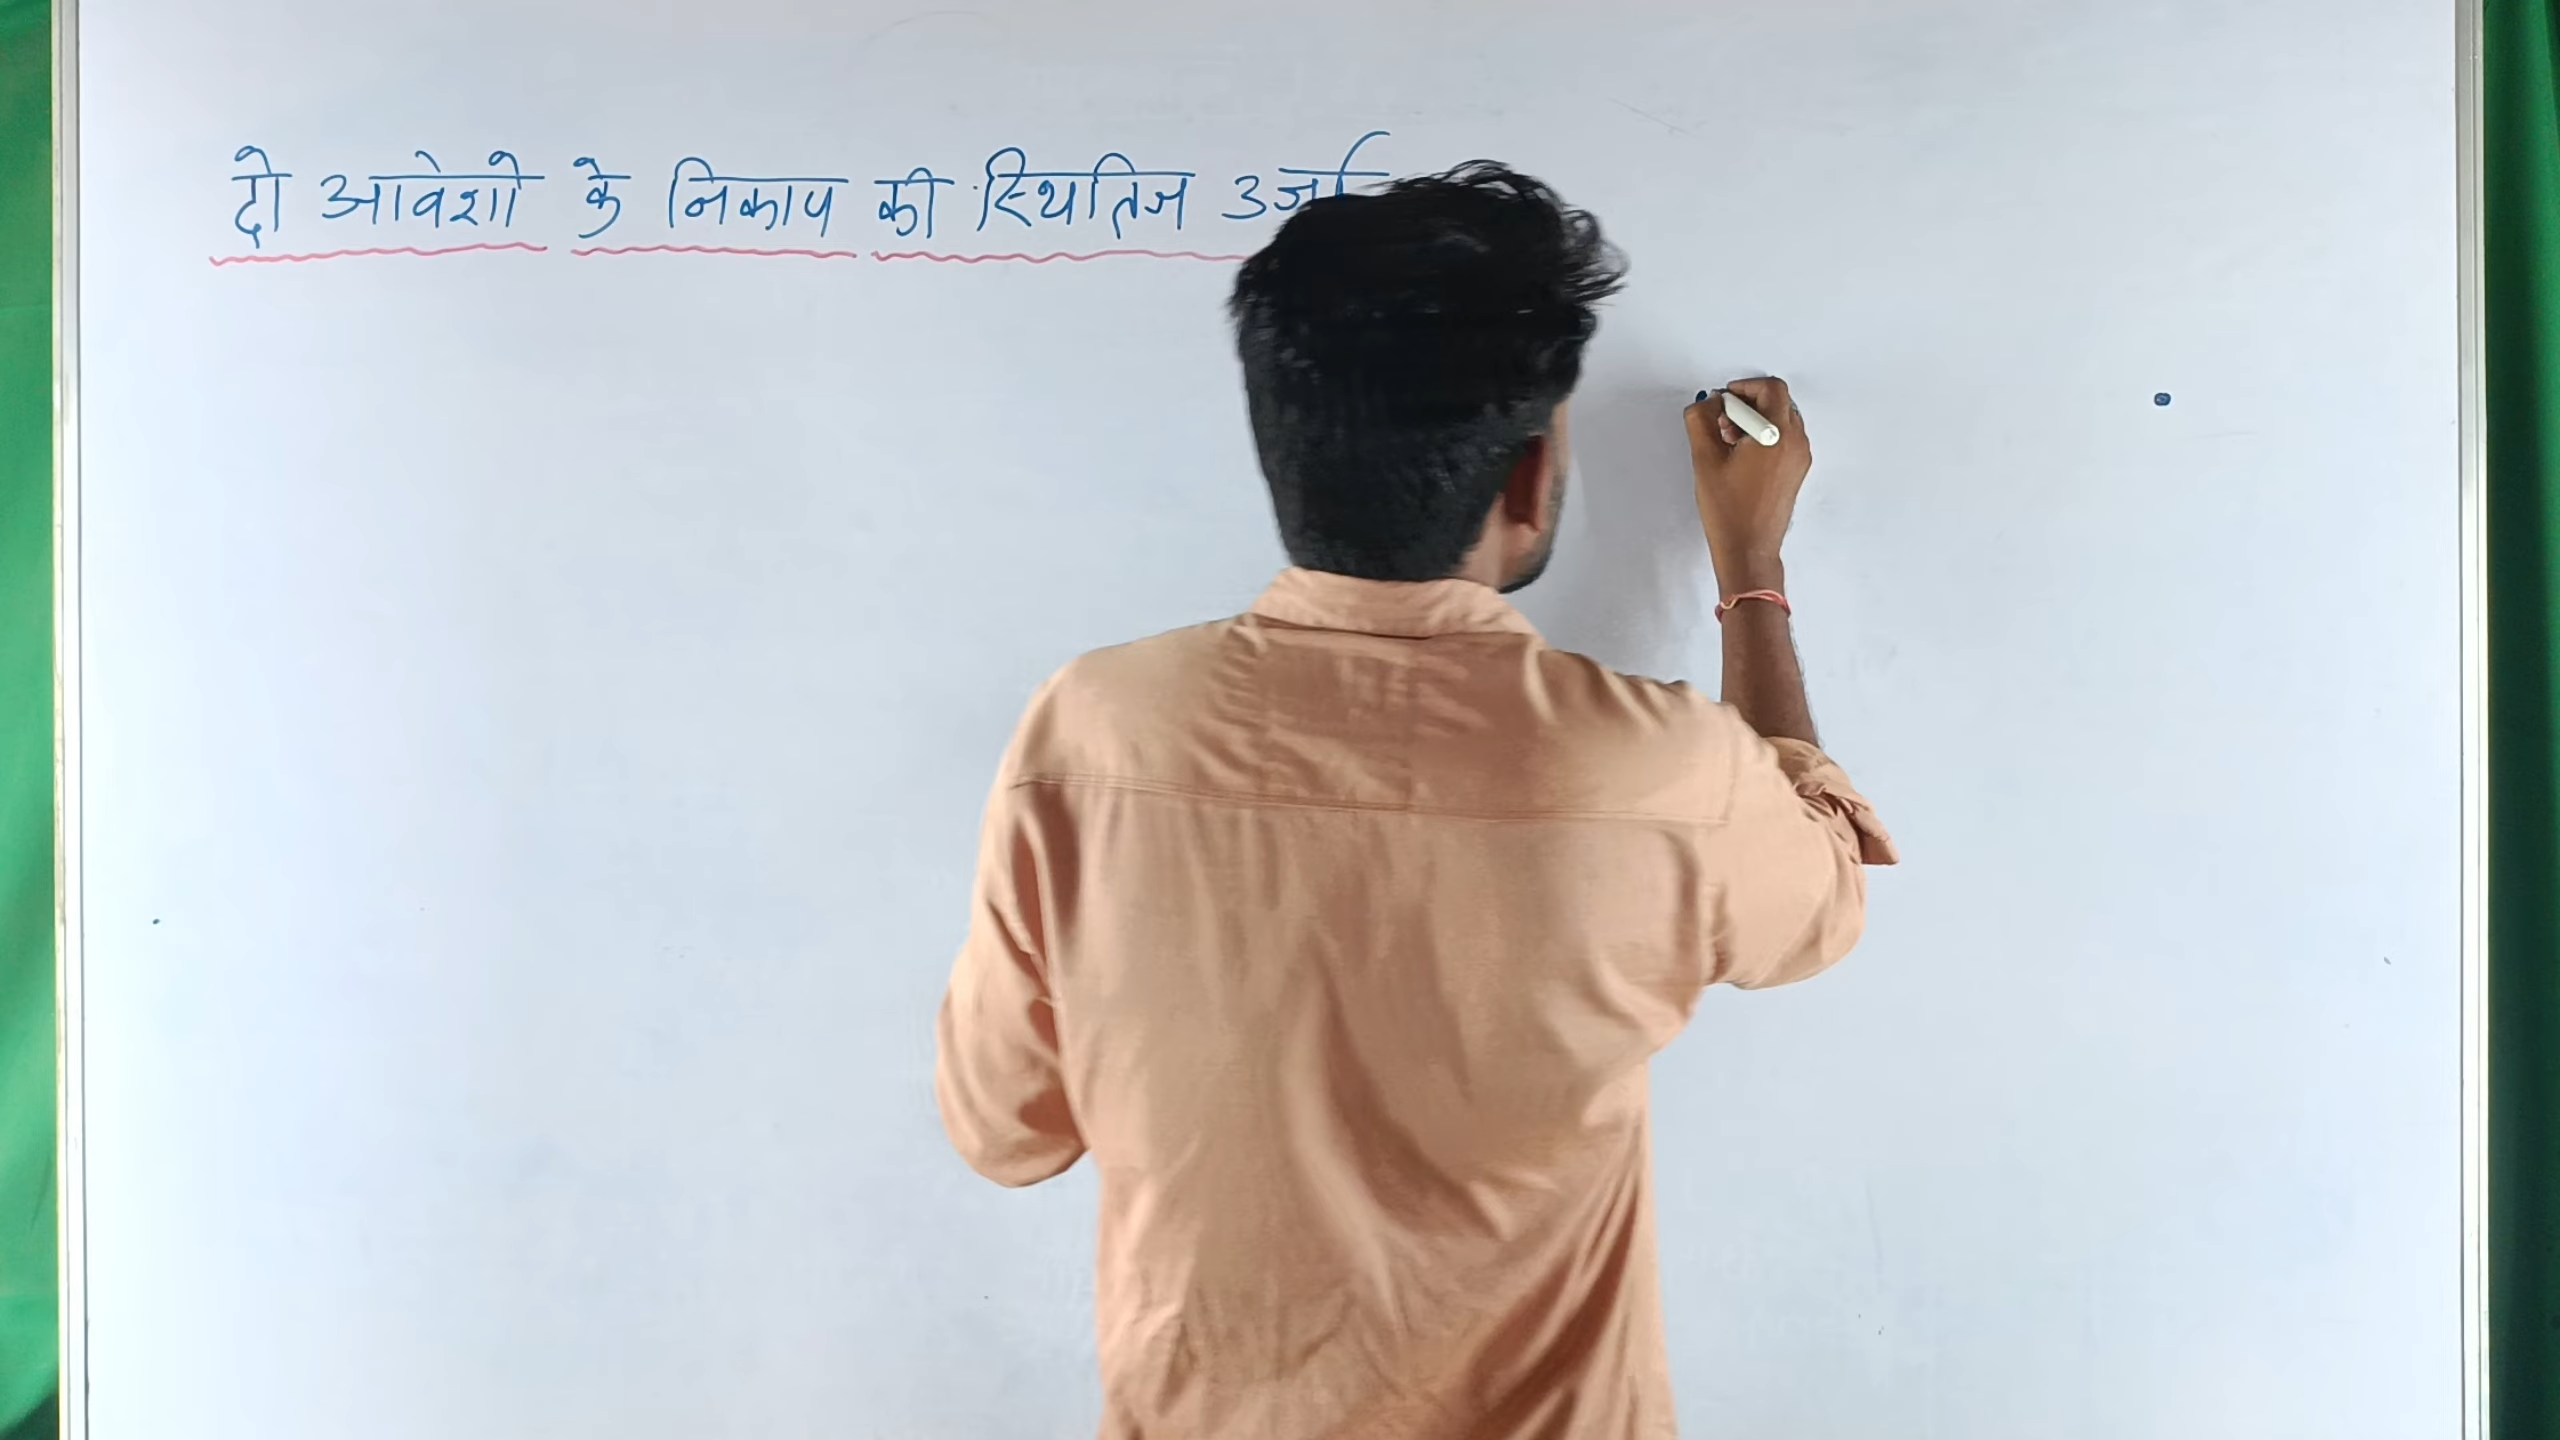 दो आवेशो के निकाय की स्थितिज उर्जा